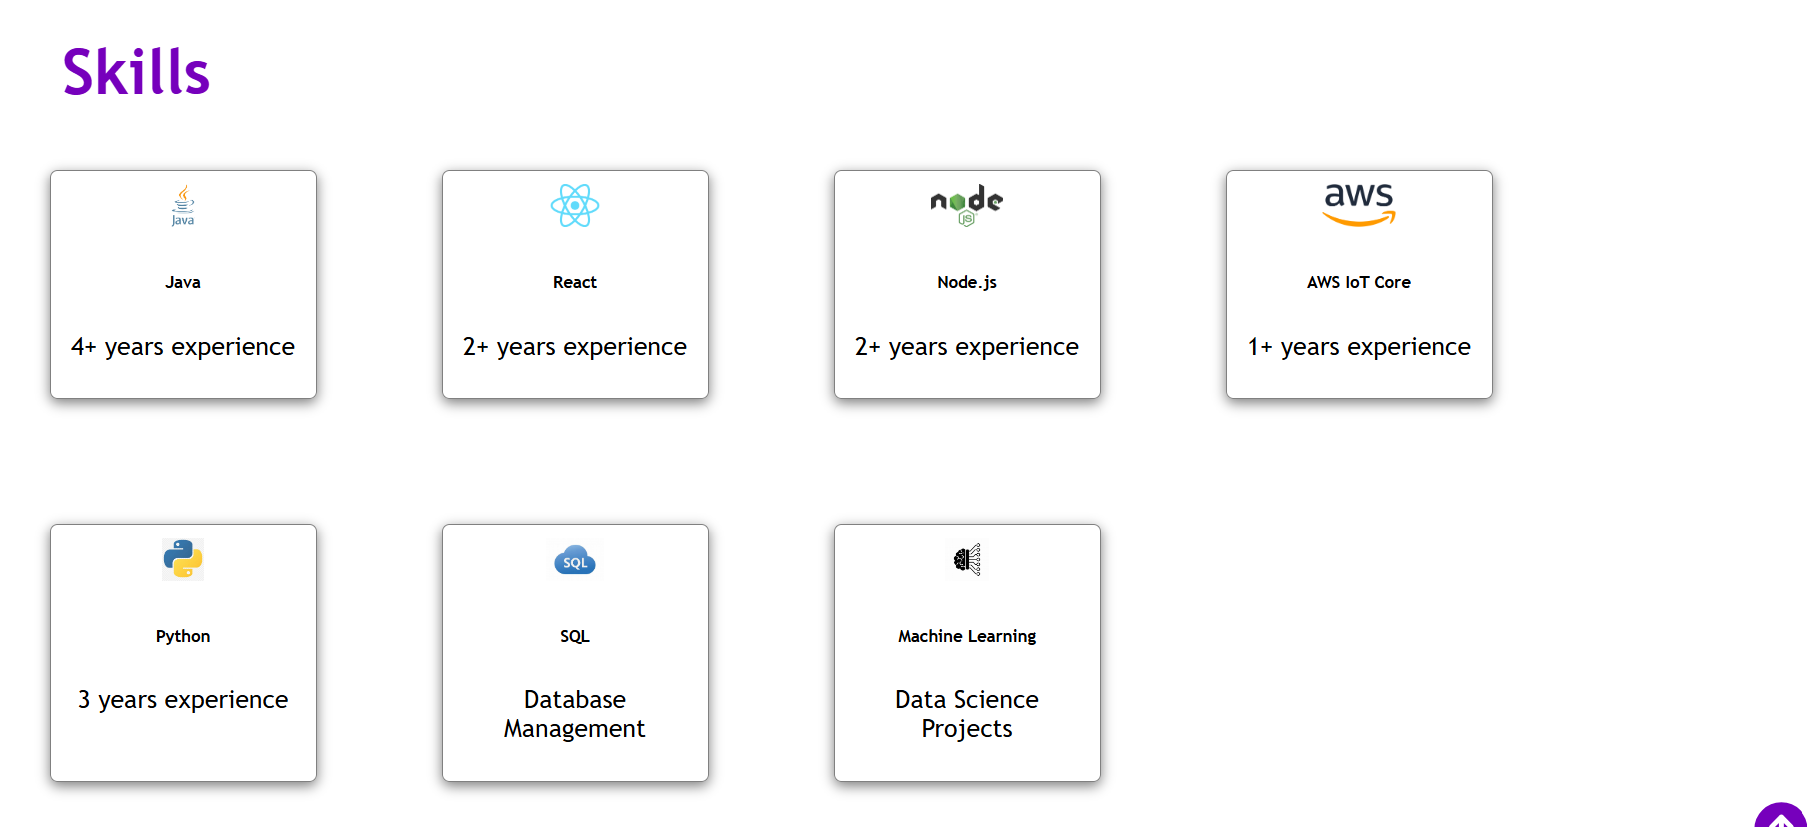 Skills
Java
node
JS
aws
Java
React
Node.js
AWS IoT Core
4+ years experience
2+ years experience
2+ years experience
1+ years experience
SQL
Python
SQL
Machine Learning
3 years experience
Database
Management
Data Science
Projects